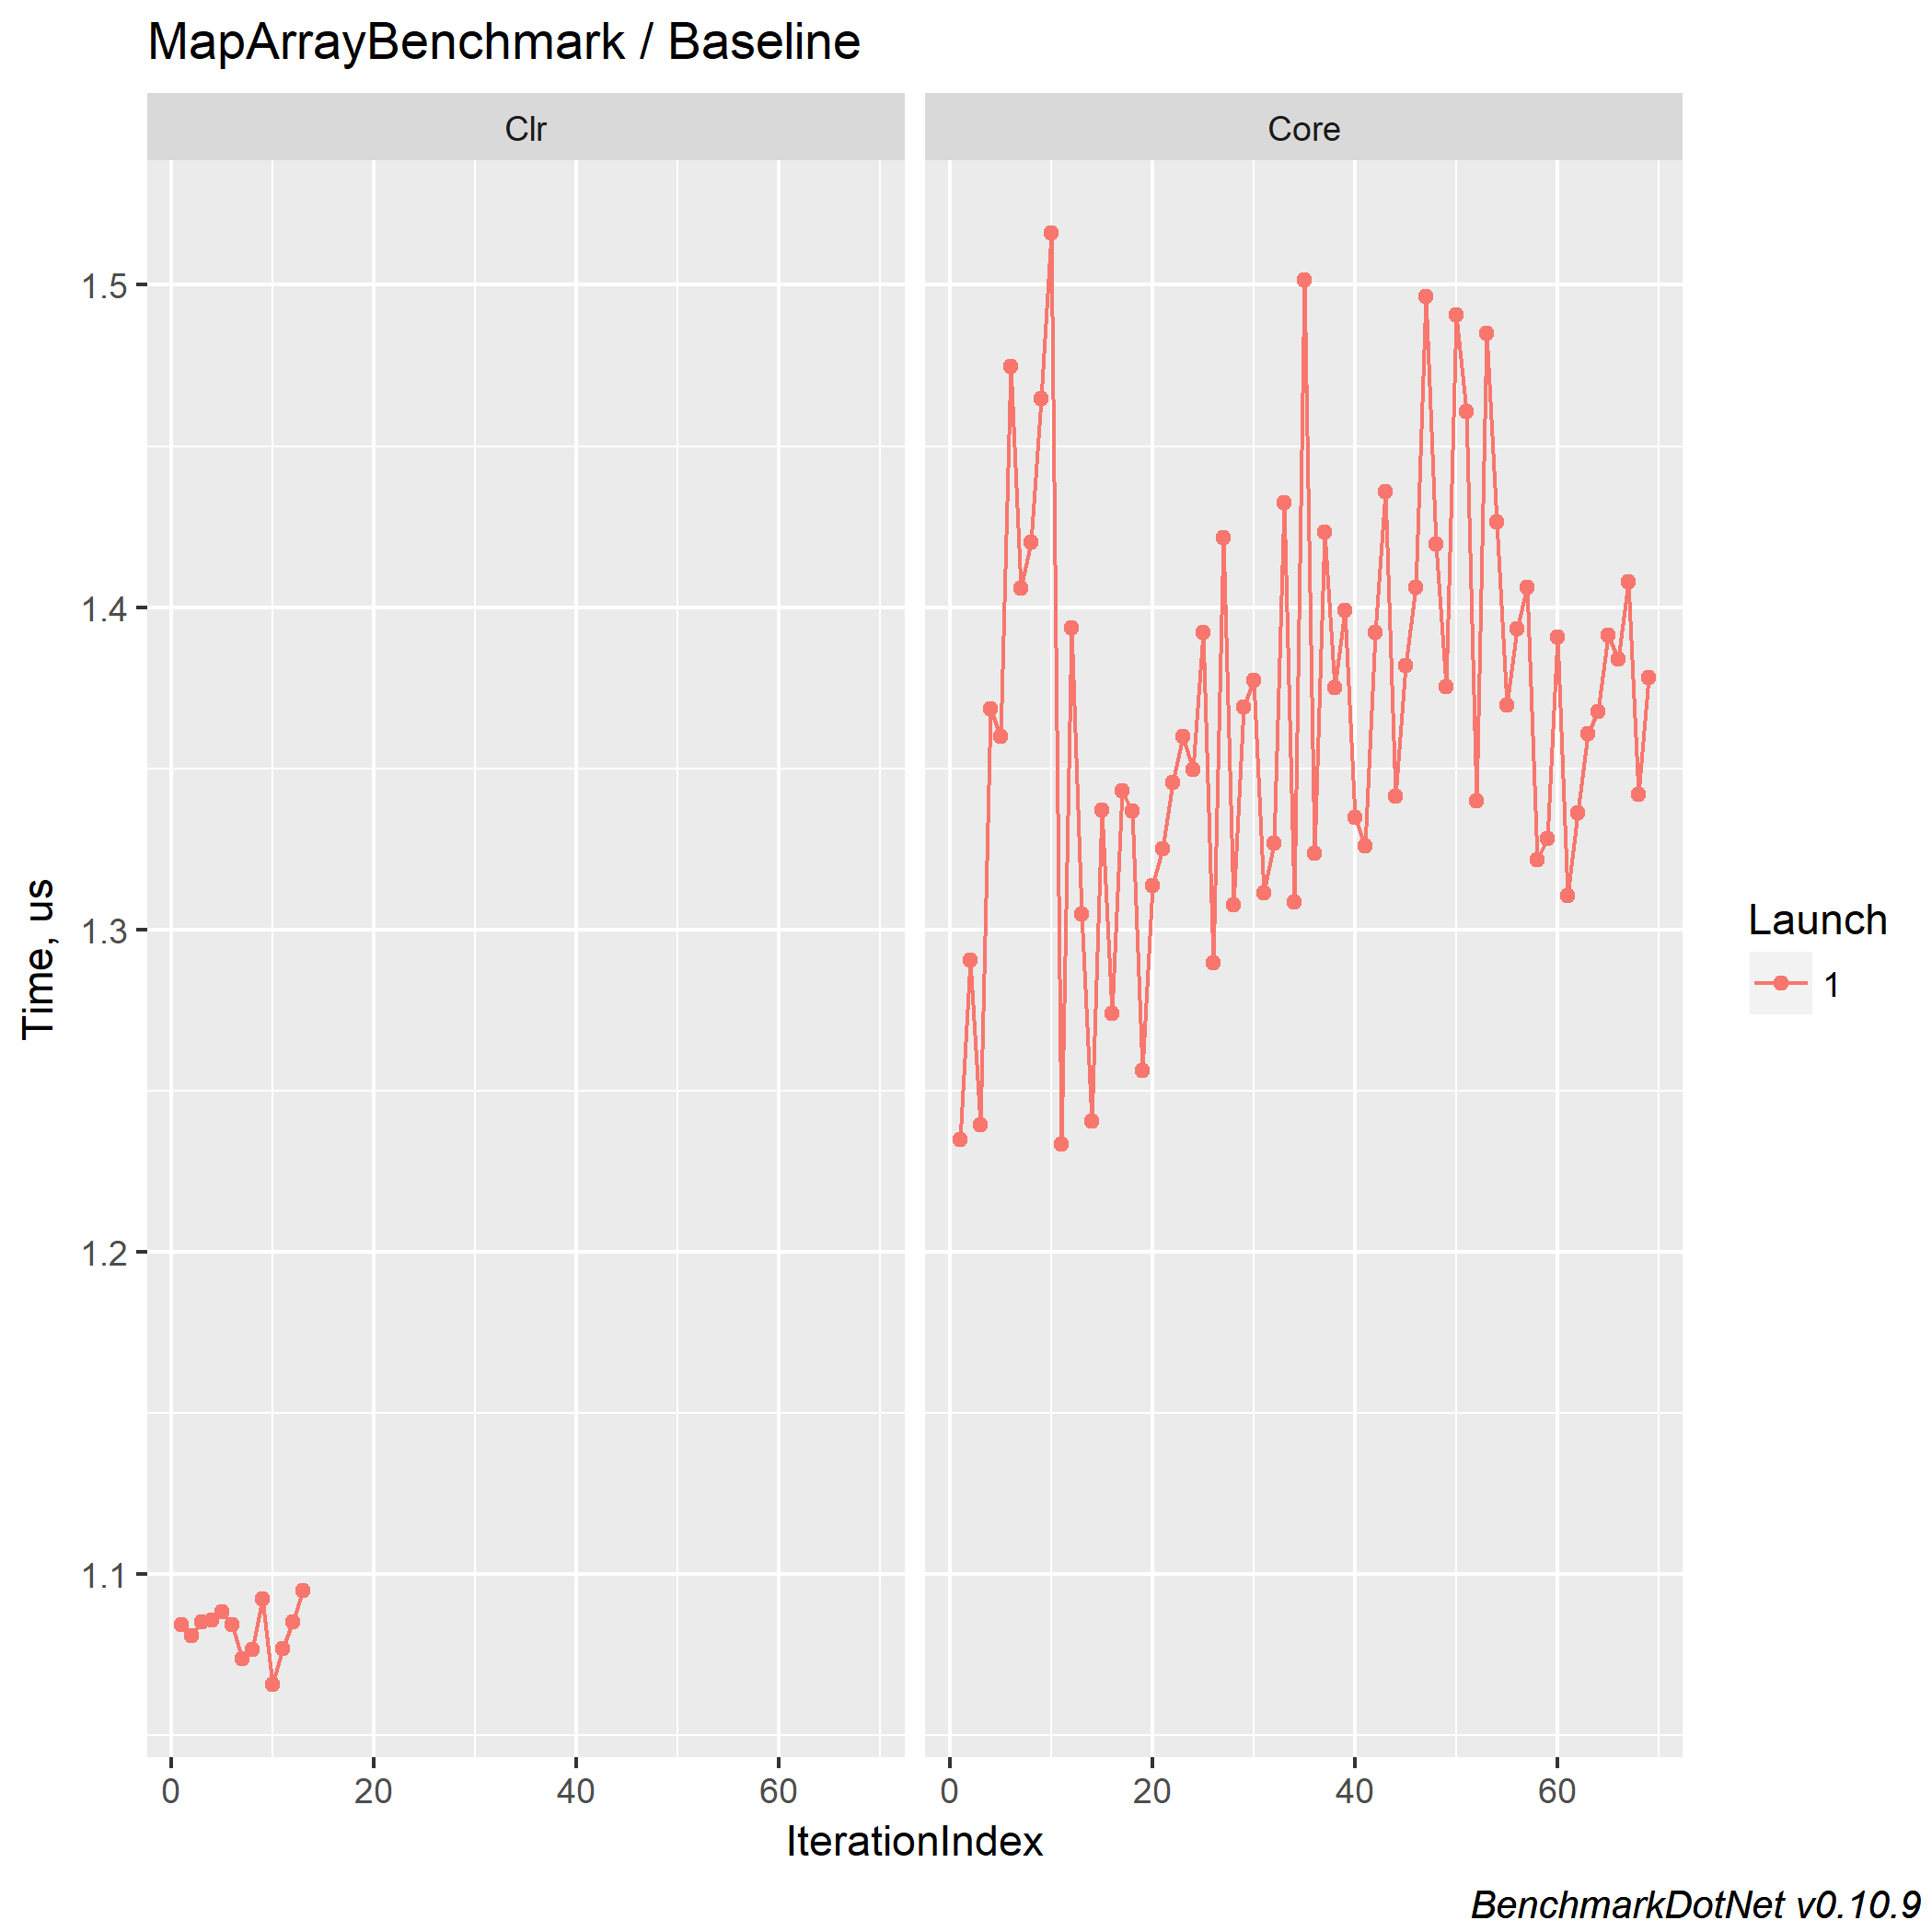 MapArrayBenchmark / Baseline
Clr
Core
1.5
1.4
1.3
1.2
1.1
Time, us
0 20 40 60
0 20 40 60
IterationIndex
Launch
1
BenchmarkDotNet v0.10.9